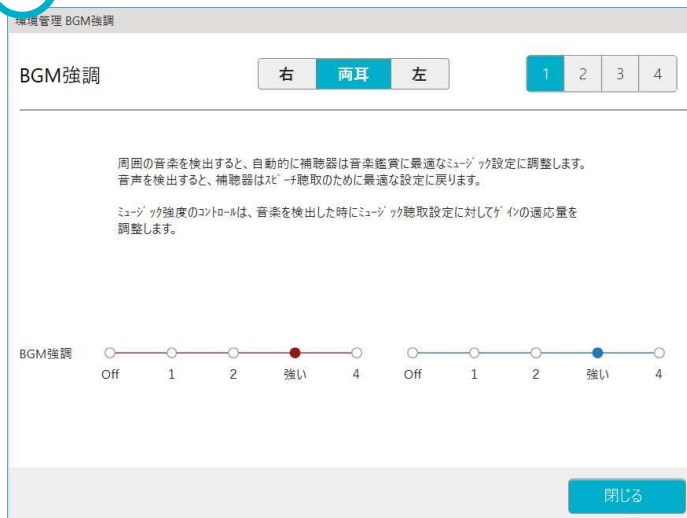 環境管理 BGM強調
BGM強調 右 両耳 左 1 2 3 4
周囲の音楽を検出すると、自動的に補聴器は音楽鑑賞に最適なﾐｭｰｼﾞｯｸ設定に調整します。
音声を検出すると、補聴器はｽﾋﾟｰﾁ聴取のために最適な設定に戻ります。
ﾐｭｰｼﾞｯｸ強度のｺﾝﾄﾛｰﾙは、音楽を検出した時にﾐｭｰｼﾞｯｸ聴取設定に対してｹﾞｲﾝの適応量を
調整します。
BGM強調
Off 1 2 強い 4 Off 1 2 強い 4
閉じる